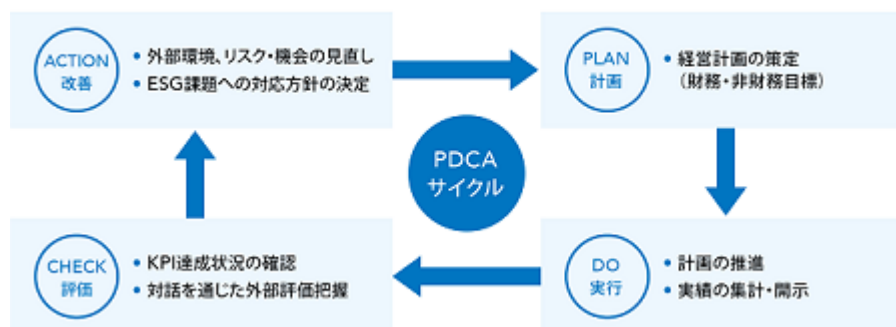 ACTION
改善
• 外部環境、リスク・機会の見直し
• ESG課題への対応方針の決定
PLAN
計画
• 経営計画の策定
（財務・非財務目標）
PDCA
サイクル
CHECK
評価
• KPI達成状況の確認
• 対話を通じた外部評価把握
DO
実行
• 計画の推進
• 実績の集計・開示